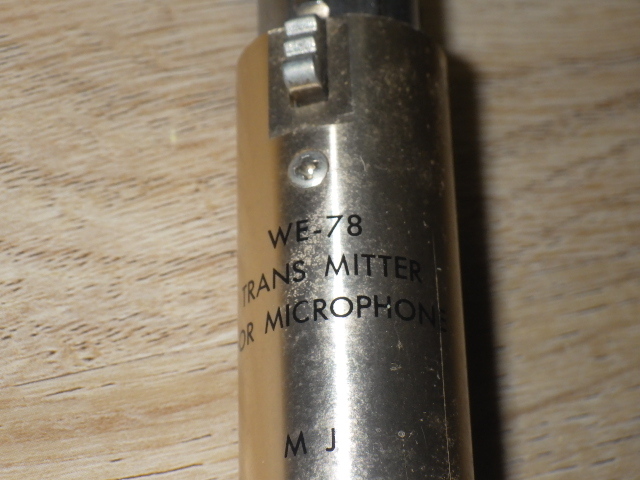 WE-78
TRANS MITTER
OR MICROPHONE
M J